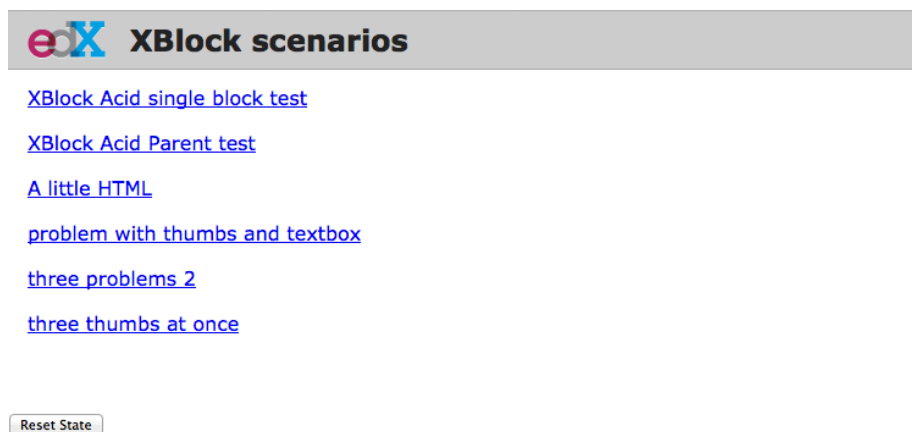 edX XBlock scenarios
XBlock Acid single block test
XBlock Acid Parent test
A little HTML
problem with thumbs and textbox
three problems 2
three thumbs at once
Reset State